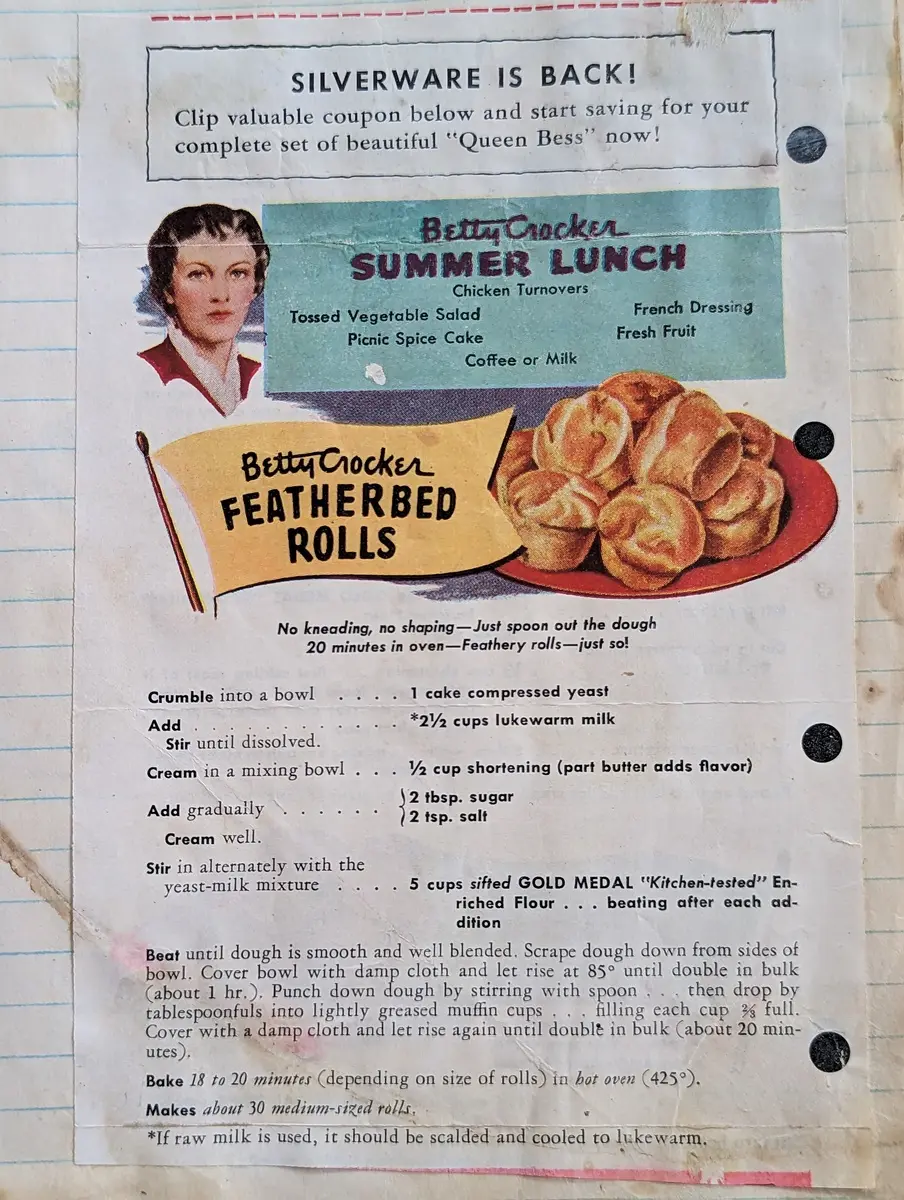 SILVERWARE IS BACK!
Clip valuable coupon below and start saving for your
complete set of beautiful "Queen Bess" now!
Betty Crocker
SUMMER LUNCH
Chicken Turnovers
Tossed Vegetable Salad French Dressing
Picnic Spice Cake Fresh Fruit
Coffee or Milk
Betty Crocker
FEATHERBED
ROLLS
No kneading, no shaping—Just spoon out the dough
20 minutes in oven—Feathery rolls—just so!
Crumble into a bowl . . . . 1 cake compressed yeast
Add . . . . . . . . . . . . *2½ cups lukewarm milk
Stir until dissolved.
Cream in a mixing bowl . . . ½ cup shortening (part butter adds flavor)
Add gradually . . . . . . { 2 tbsp. sugar
2 tsp. salt
Cream well.
Stir in alternately with the
yeast-milk mixture . . . . 5 cups sifted GOLD MEDAL "Kitchen-tested" En-
riched Flour . . . beating after each ad-
dition
Beat until dough is smooth and well blended. Scrape dough down from sides of
bowl. Cover bowl with damp cloth and let rise at 85° until double in bulk
(about 1 hr.). Punch down dough by stirring with spoon . . . then drop by
tablespoonfuls into lightly greased muffin cups . . . filling each cup full.
Cover with a damp cloth and let rise again until double in bulk (about 20 min-
utes).
Bake 18 to 20 minutes (depending on size of rolls) in hot oven (425°).
Makes about 30 medium-sized rolls.
*If raw milk is used, it should be scalded and cooled to lukewarm.